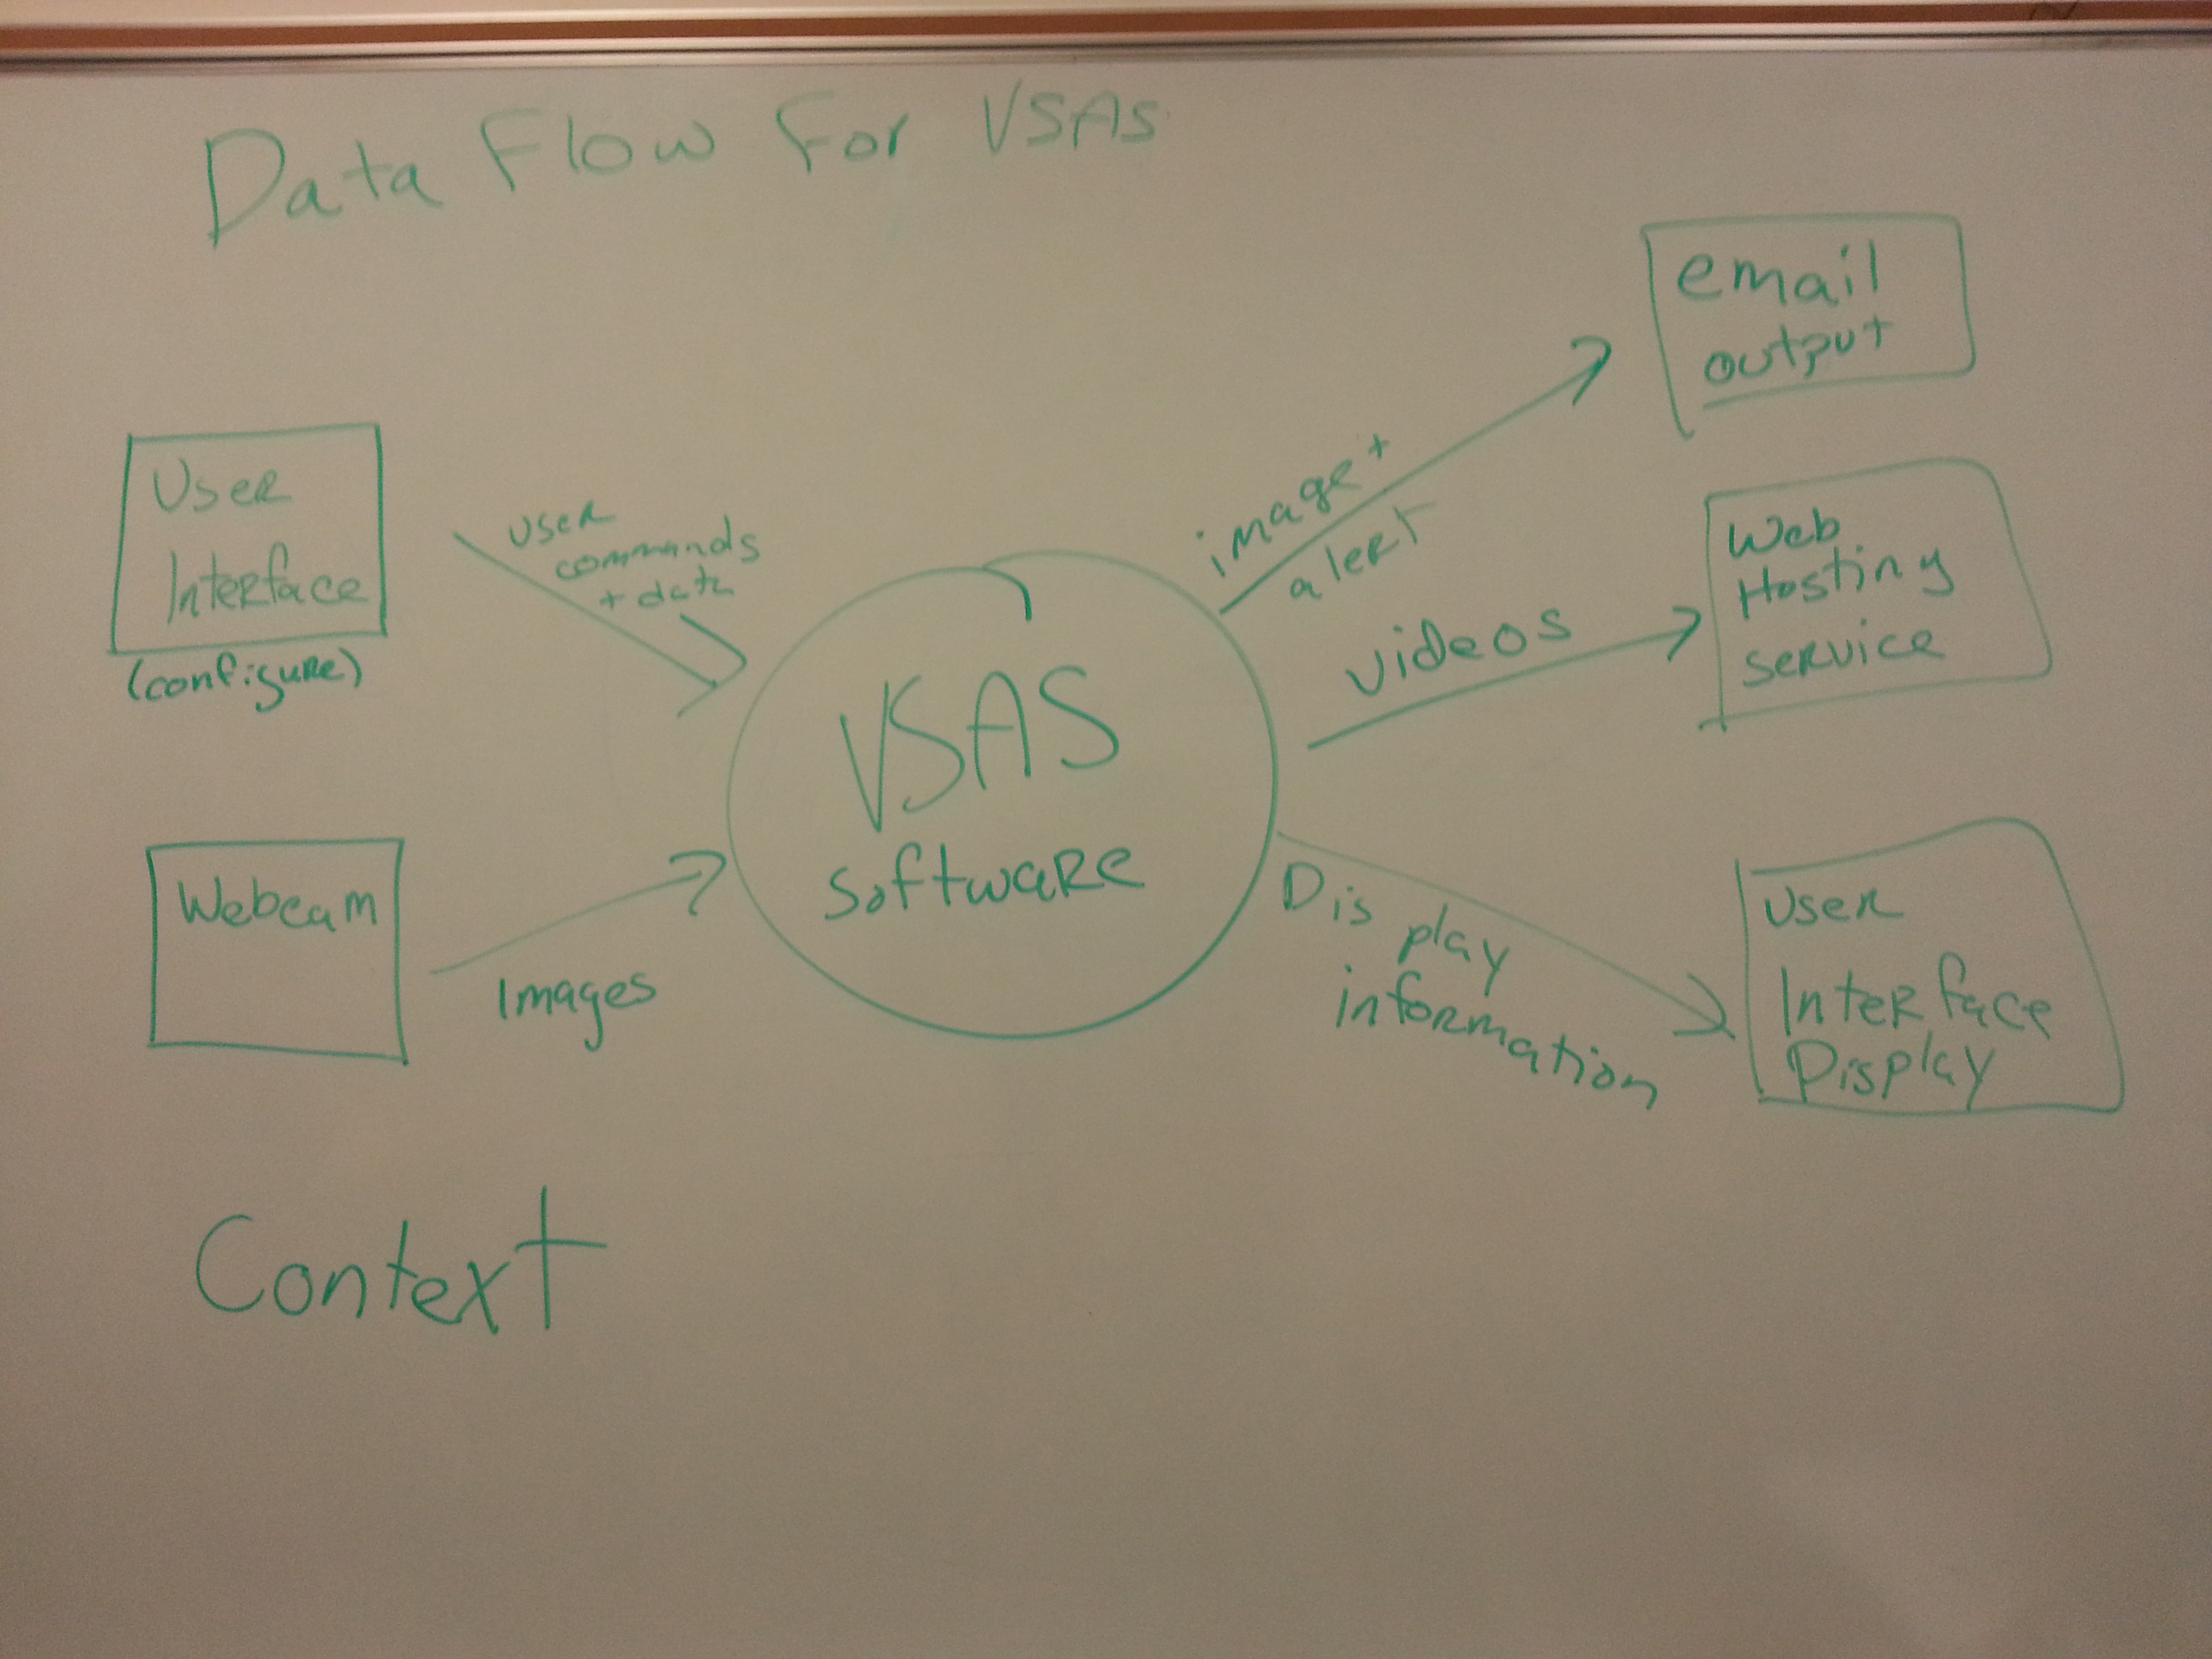 Data Flow For VSAS
email
output
User
Interface
(configure)
user
commands
+ data
image +
alert
Web
Hosting
service
videos
VSAS
software
Webcam
Images
Display
information
User
Interface
Display
Context